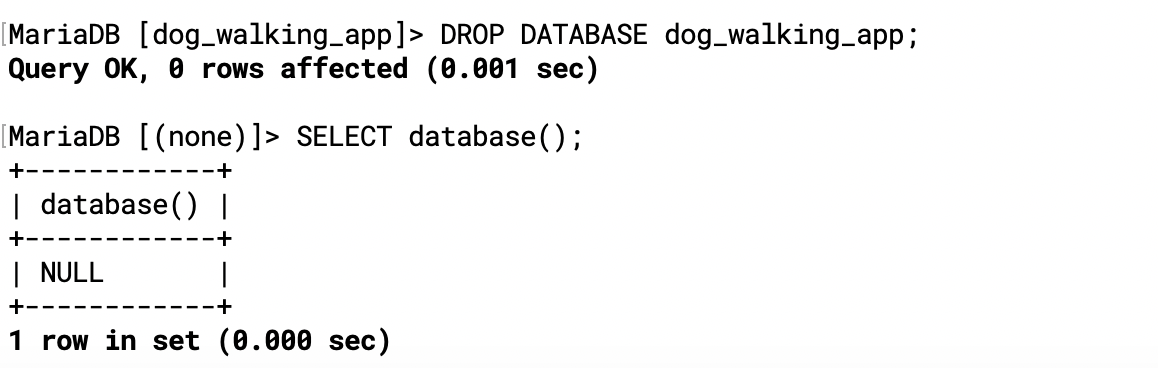 [MariaDB [dog_walking_app]> DROP DATABASE dog_walking_app;
Query OK, 0 rows affected (0.001 sec)
[MariaDB [(none)]> SELECT database();
+------------+
| database() |
+------------+
| NULL       |
+------------+
1 row in set (0.000 sec)